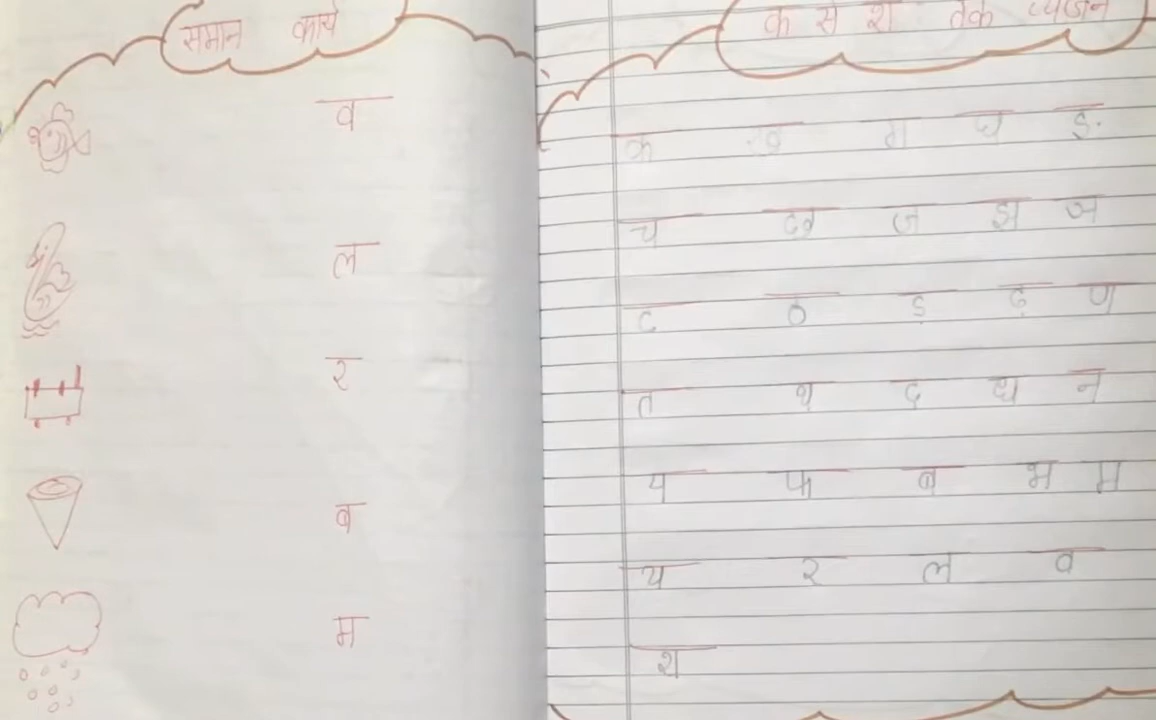 समान कार्य
व
ल
र
ब
म
क से श तक व्यंजन
क ख ग घ ङ
च छ ज झ ञ
ट ठ ड ढ ण
त थ द ध न
प फ ब भ म
य र ल व
श